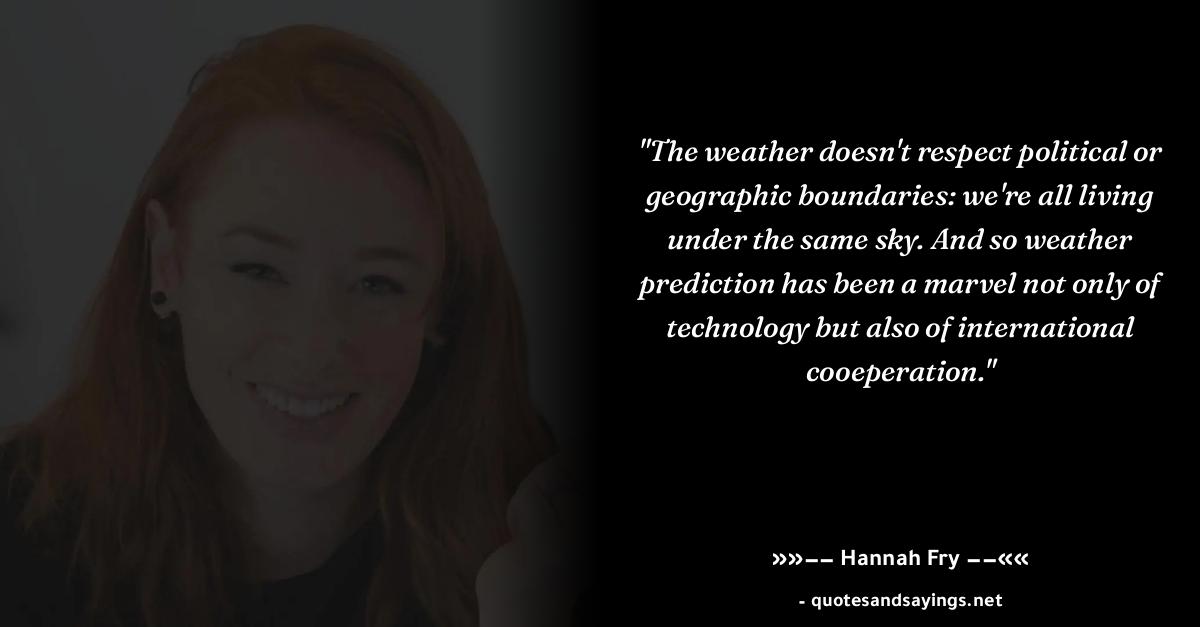 "The weather doesn't respect political or
geographic boundaries: we're all living
under the same sky. And so weather
prediction has been a marvel not only of
technology but also of international
cooeperation."
»»−− Hannah Fry −−««
- quotesandsayings.net